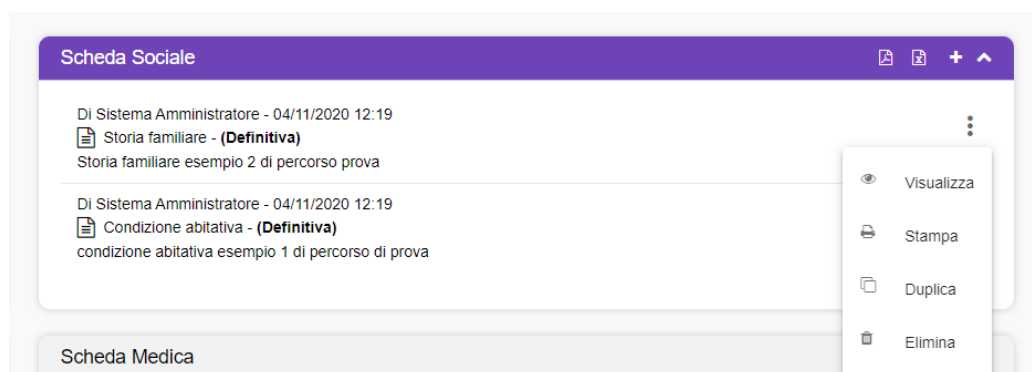 Scheda Sociale
Di Sistema Amministratore - 04/11/2020 12:19
Storia familiare - (Definitiva)
Storia familiare esempio 2 di percorso prova
Di Sistema Amministratore - 04/11/2020 12:19
Condizione abitativa - (Definitiva)
condizione abitativa esempio 1 di percorso di prova
Visualizza
Stampa
Duplica
Elimina
Scheda Medica